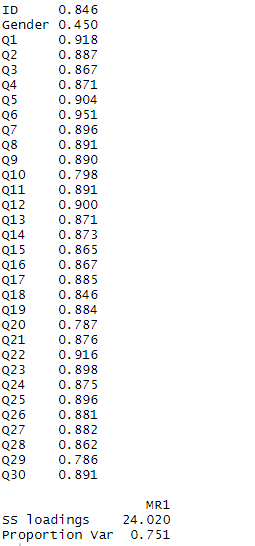 ID 0.846
Gender 0.450
Q1 0.918
Q2 0.887
Q3 0.867
Q4 0.871
Q5 0.904
Q6 0.951
Q7 0.896
Q8 0.891
Q9 0.890
Q10 0.798
Q11 0.891
Q12 0.900
Q13 0.871
Q14 0.873
Q15 0.865
Q16 0.867
Q17 0.885
Q18 0.846
Q19 0.884
Q20 0.787
Q21 0.876
Q22 0.916
Q23 0.898
Q24 0.875
Q25 0.896
Q26 0.881
Q27 0.882
Q28 0.862
Q29 0.786
Q30 0.891
MR1
SS loadings 24.020
Proportion Var 0.751